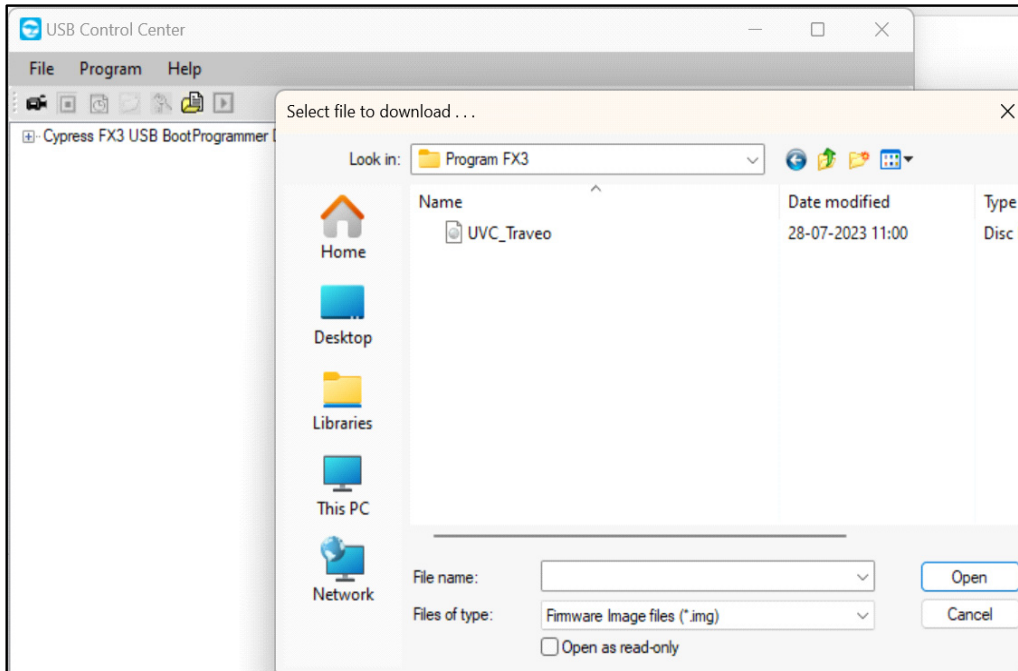 USB Control Center
File Program Help
Select file to download . . .
Cypress FX3 USB BootProgrammer
Look in: Program FX3
Name Date modified Type
UVC_Traveo 28-07-2023 11:00 Disc
Home
Desktop
Libraries
This PC
Network
File name: Open
Files of type: Firmware Image files (*.img) Cancel
Open as read-only